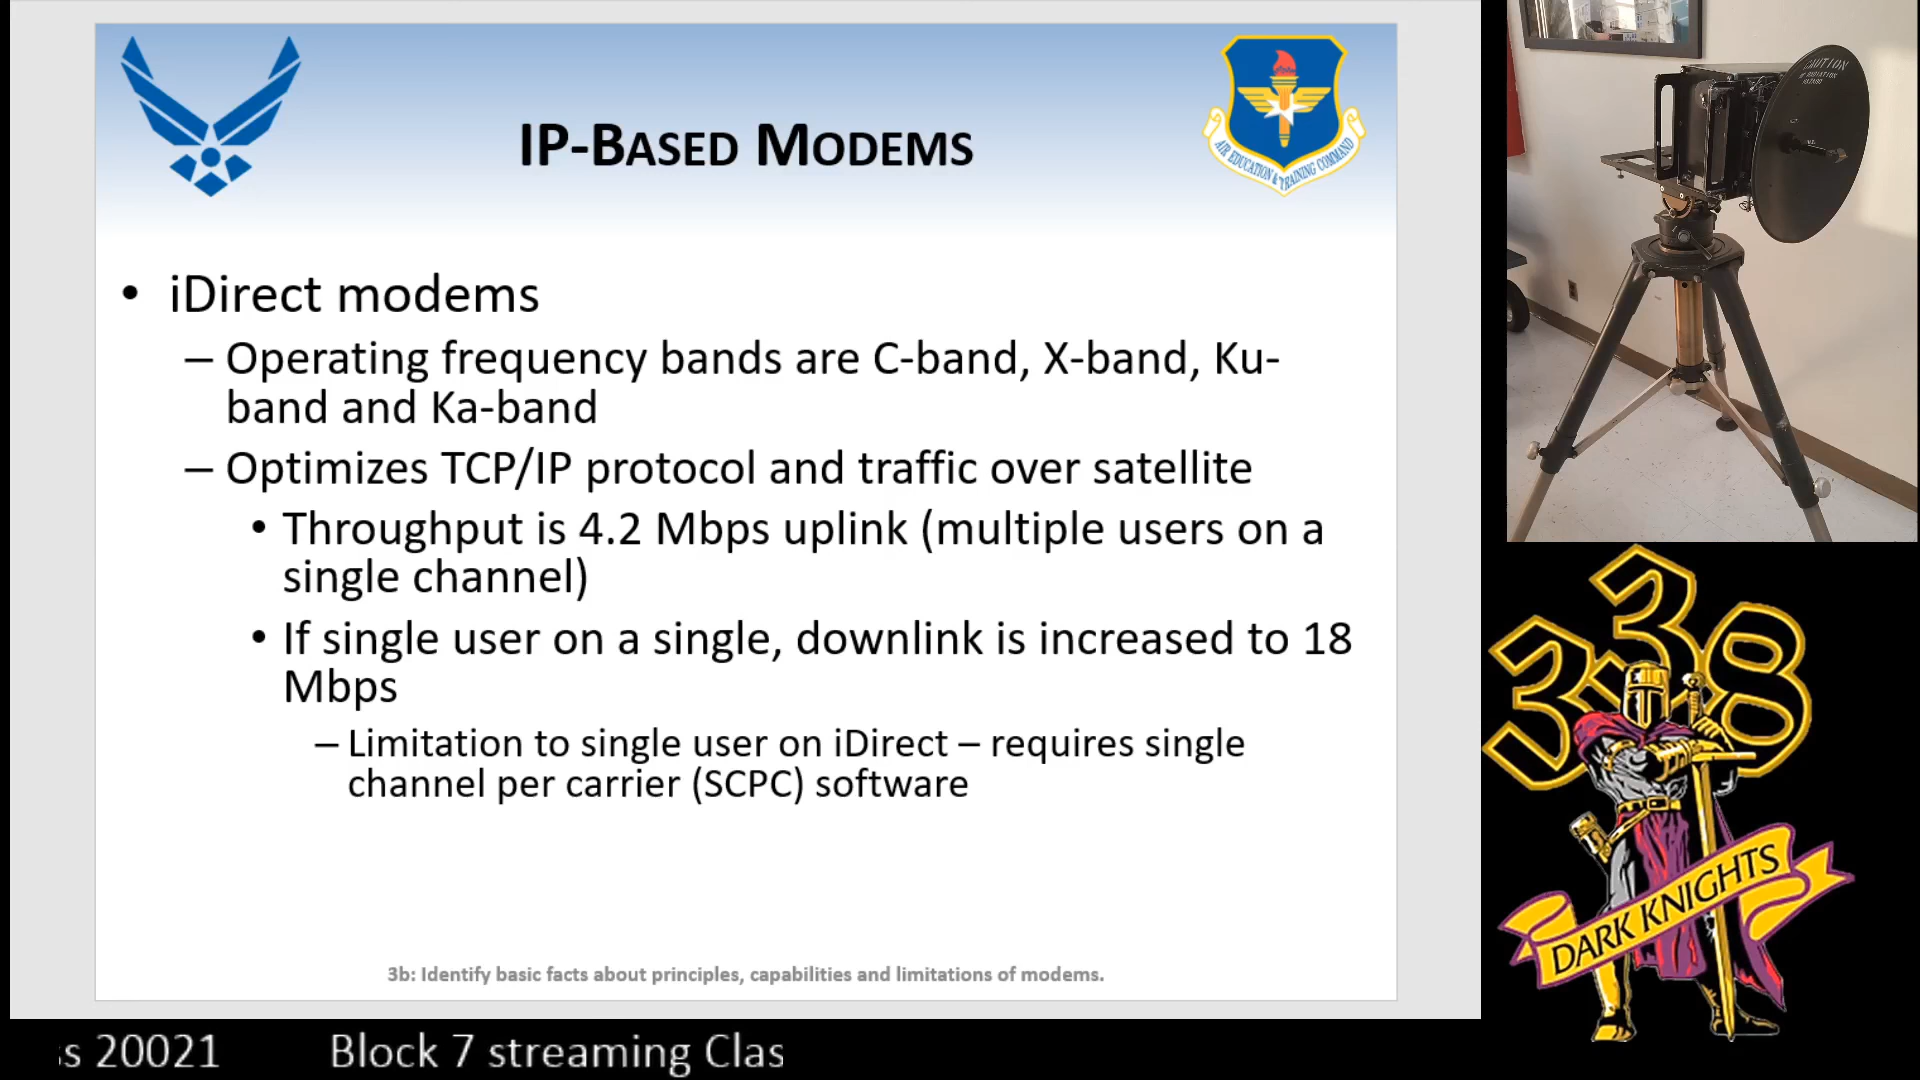 IP-BASED MODEMS
AIR EDUCATION & TRAINING COMMAND
• iDirect modems
– Operating frequency bands are C-band, X-band, Ku-
band and Ka-band
– Optimizes TCP/IP protocol and traffic over satellite
• Throughput is 4.2 Mbps uplink (multiple users on a
single channel)
• If single user on a single, downlink is increased to 18
Mbps
– Limitation to single user on iDirect – requires single
channel per carrier (SCPC) software
3b: Identify basic facts about principles, capabilities and limitations of modems.
CAUTION
338
DARK KNIGHTS
ss 20021 Block 7 streaming Clas